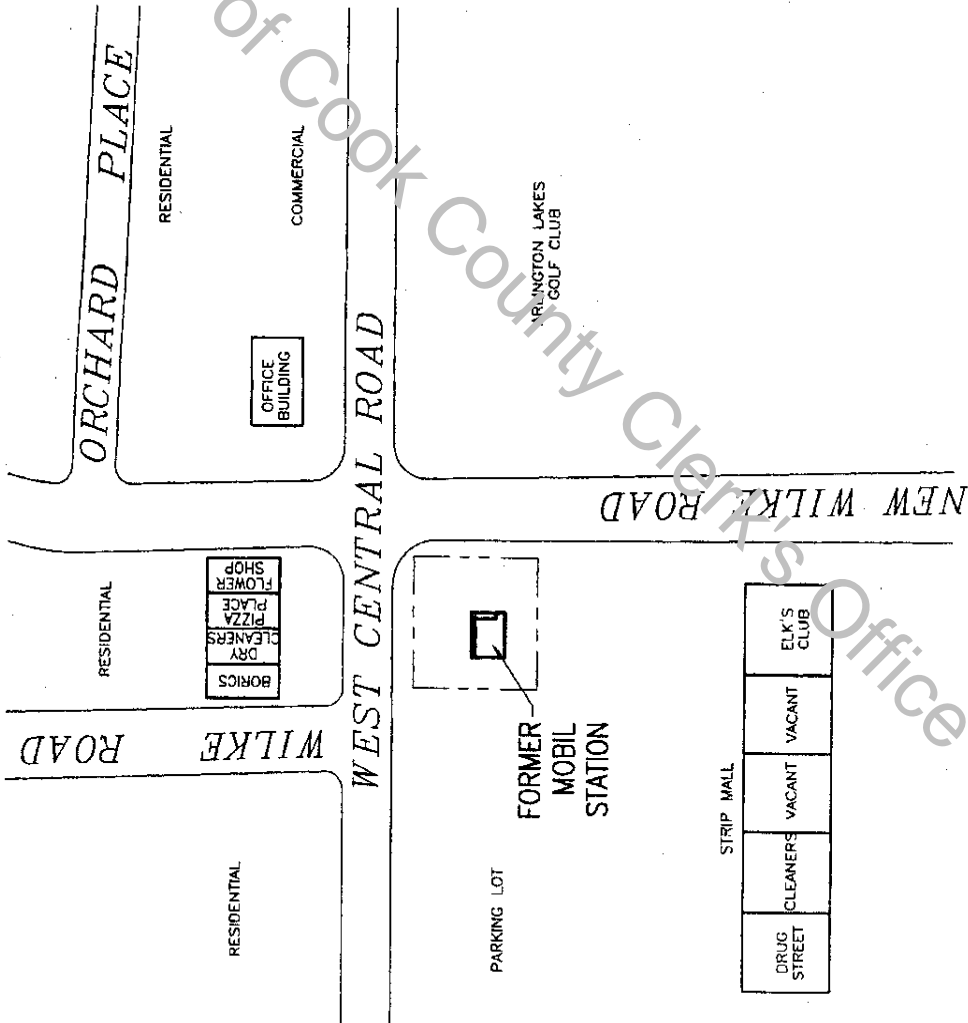 of Cook County Clerk's Office
ORCHARD PLACE
RESIDENTIAL
COMMERCIAL
OFFICE
BUILDING
ARLINGTON LAKES
GOLF CLUB
WEST CENTRAL ROAD
NEW WILKE ROAD
RESIDENTIAL
FLOWER
SHOP
PIZZA
PLACE
DRY
CLEANERS
BORICS
WILKE ROAD
FORMER
MOBIL
STATION
RESIDENTIAL
PARKING LOT
STRIP MALL
ELK'S
CLUB
VACANT
VACANT
CLEANERS
DRUG
STREET